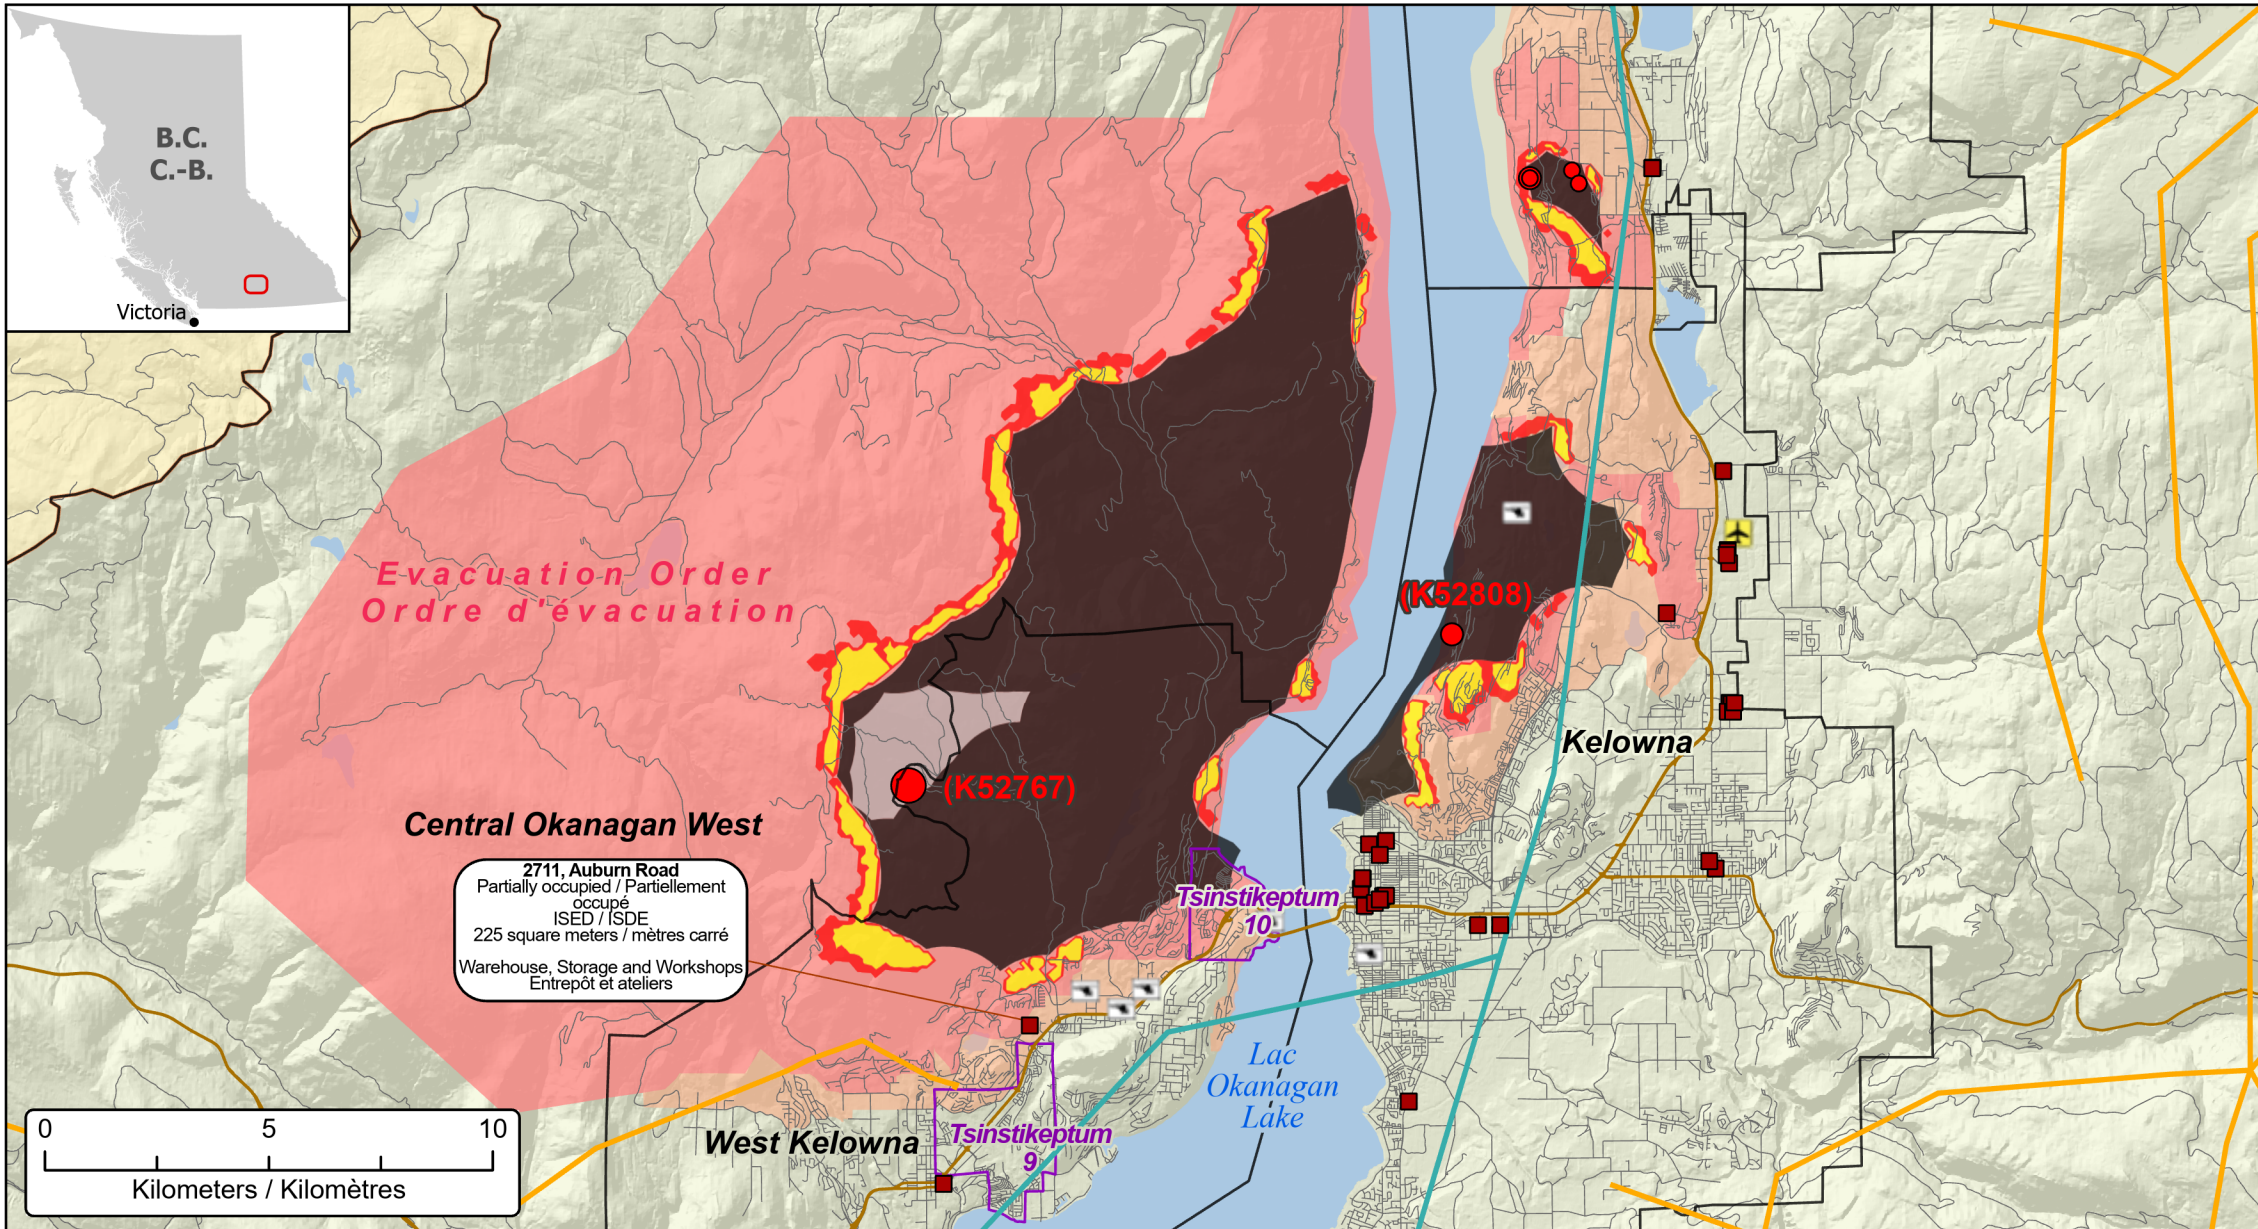 B.C.
C.-B.
Victoria
Evacuation Order
Ordre d'évacuation
(K52808)
Kelowna
(K52767)
Central Okanagan West
2711, Auburn Road
Partially occupied / Partiellement
occupé
ISED / ISDE
225 square meters / mètres carré
Warehouse, Storage and Workshops
Entrepôt et ateliers
Tsinstikeptum
10
Lac
Okanagan
Lake
West Kelowna
Tsinstikeptum
9
0 5 10
Kilometers / Kilomètres